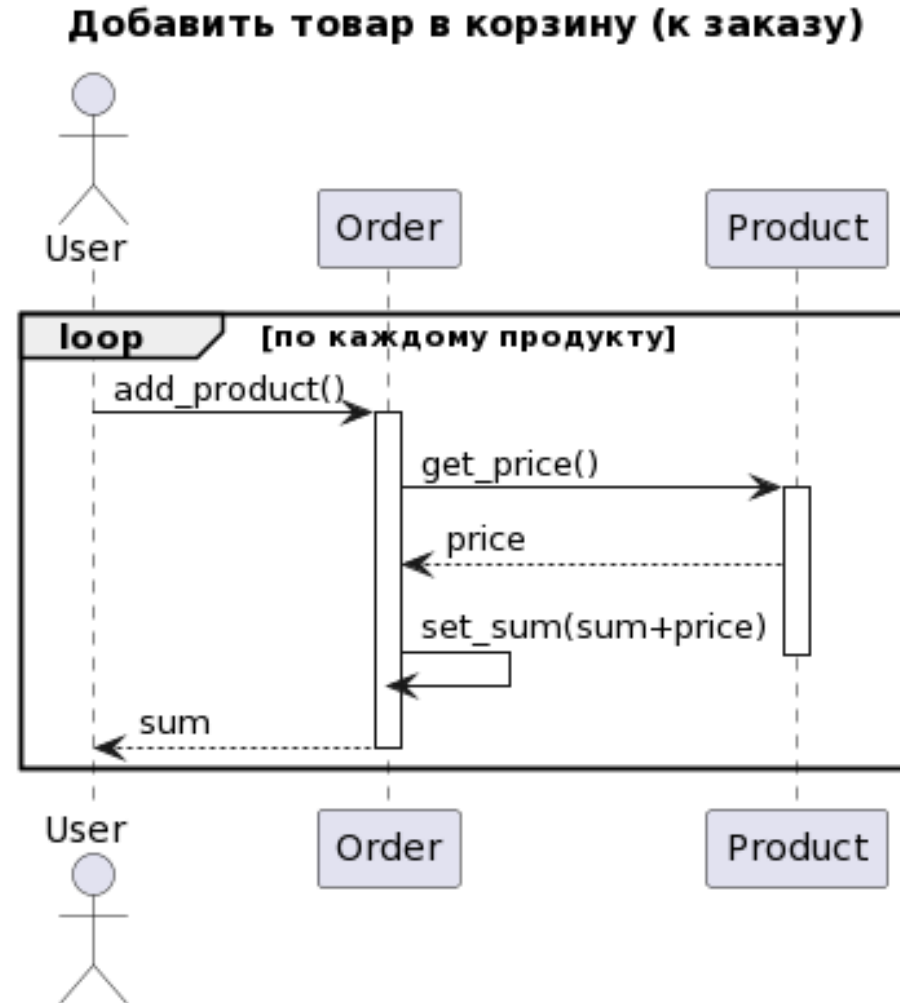 Добавить товар в корзину (к заказу)
User
Order
Product
loop
[по каждому продукту]
add_product()
get_price()
price
set_sum(sum+price)
sum
User
Order
Product